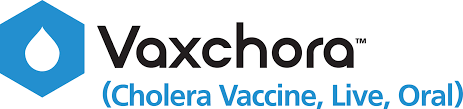 Vaxchora™
(Cholera Vaccine, Live, Oral)